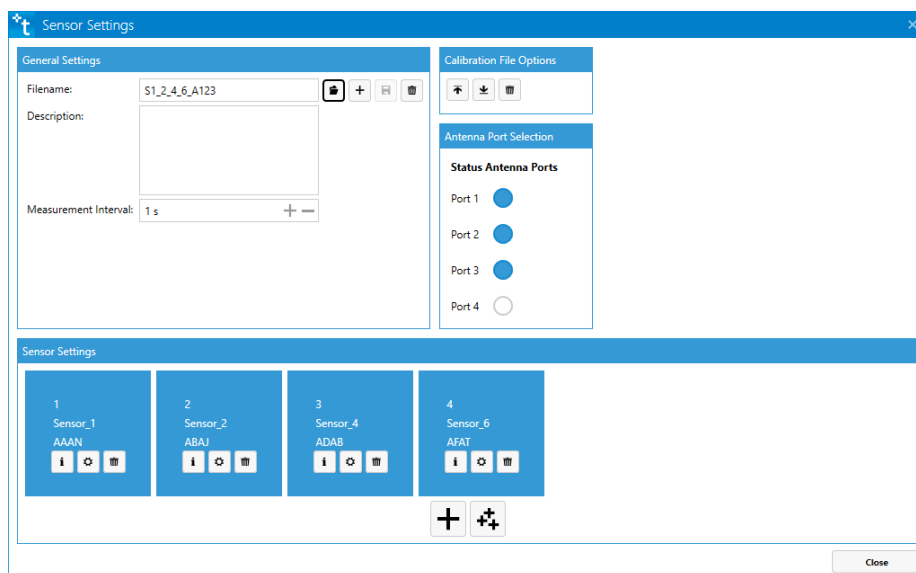 t Sensor Settings
General Settings
Filename: S1_2_4_6_A123
Description:
Measurement Interval: 1 s
Calibration File Options
Antenna Port Selection
Status Antenna Ports
Port 1
Port 2
Port 3
Port 4
Sensor Settings
1
Sensor_1
AAAN
i
2
Sensor_2
ABAJ
i
3
Sensor_4
ADAB
i
4
Sensor_6
AFAT
i
Close